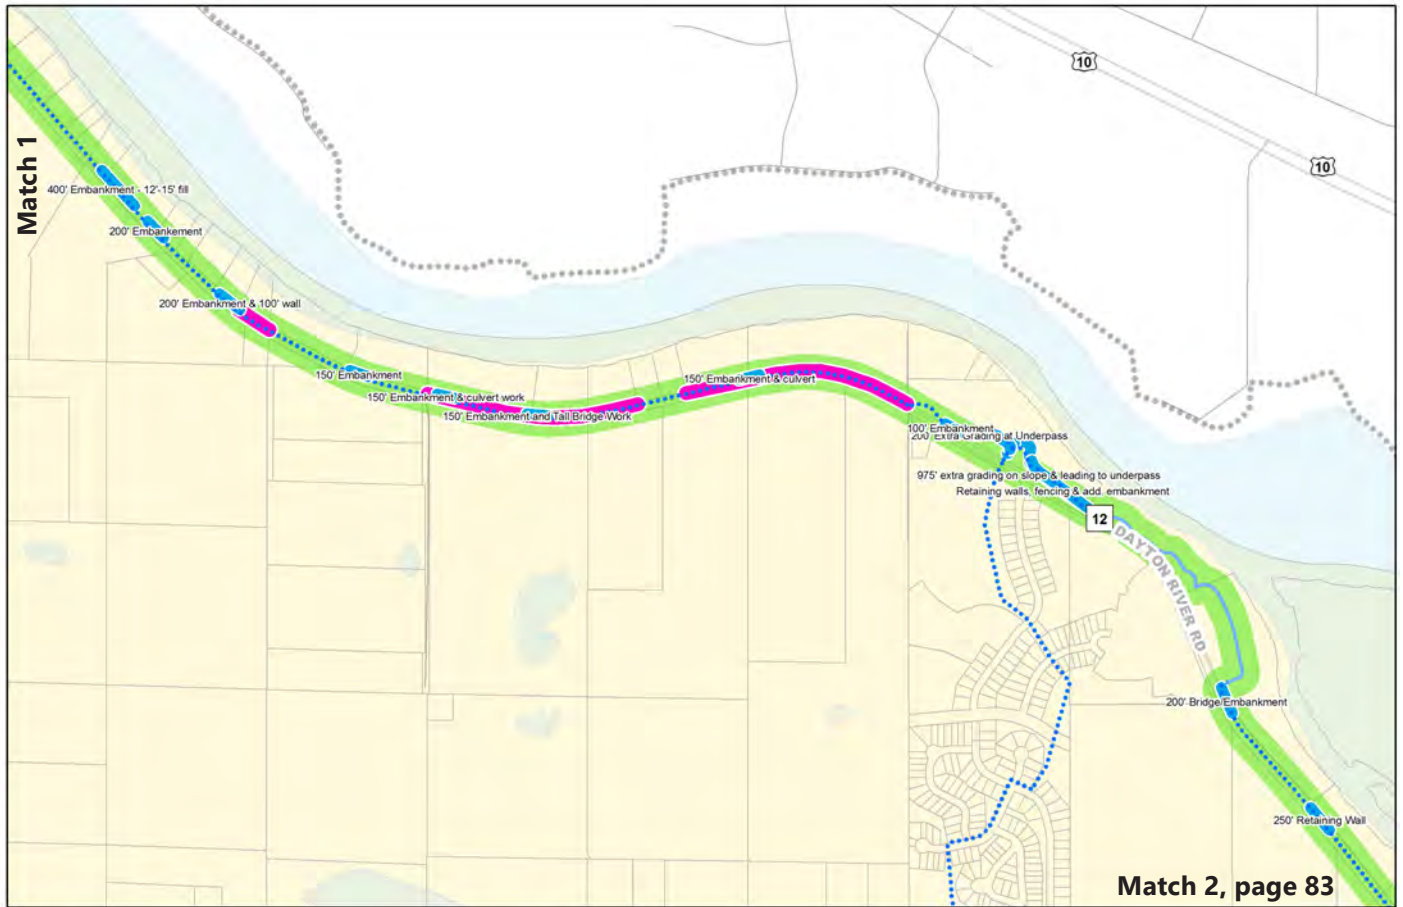 10
10
Match 1
400' Embankment - 12'-15' fill
200' Embankement
200' Embankment & 100' wall
150' Embankment
150' Embankment & culvert work
150' Embankment and Tall Bridge Work
150' Embankment & culvert
100' Embankment
200' Extra Grading at Underpass
975' extra grading on slope & leading to underpass
Retaining walls, fencing & add. embankment
12
DAYTON RIVER RD
200' Bridge/Embankment
250' Retaining Wall
Match 2, page 83